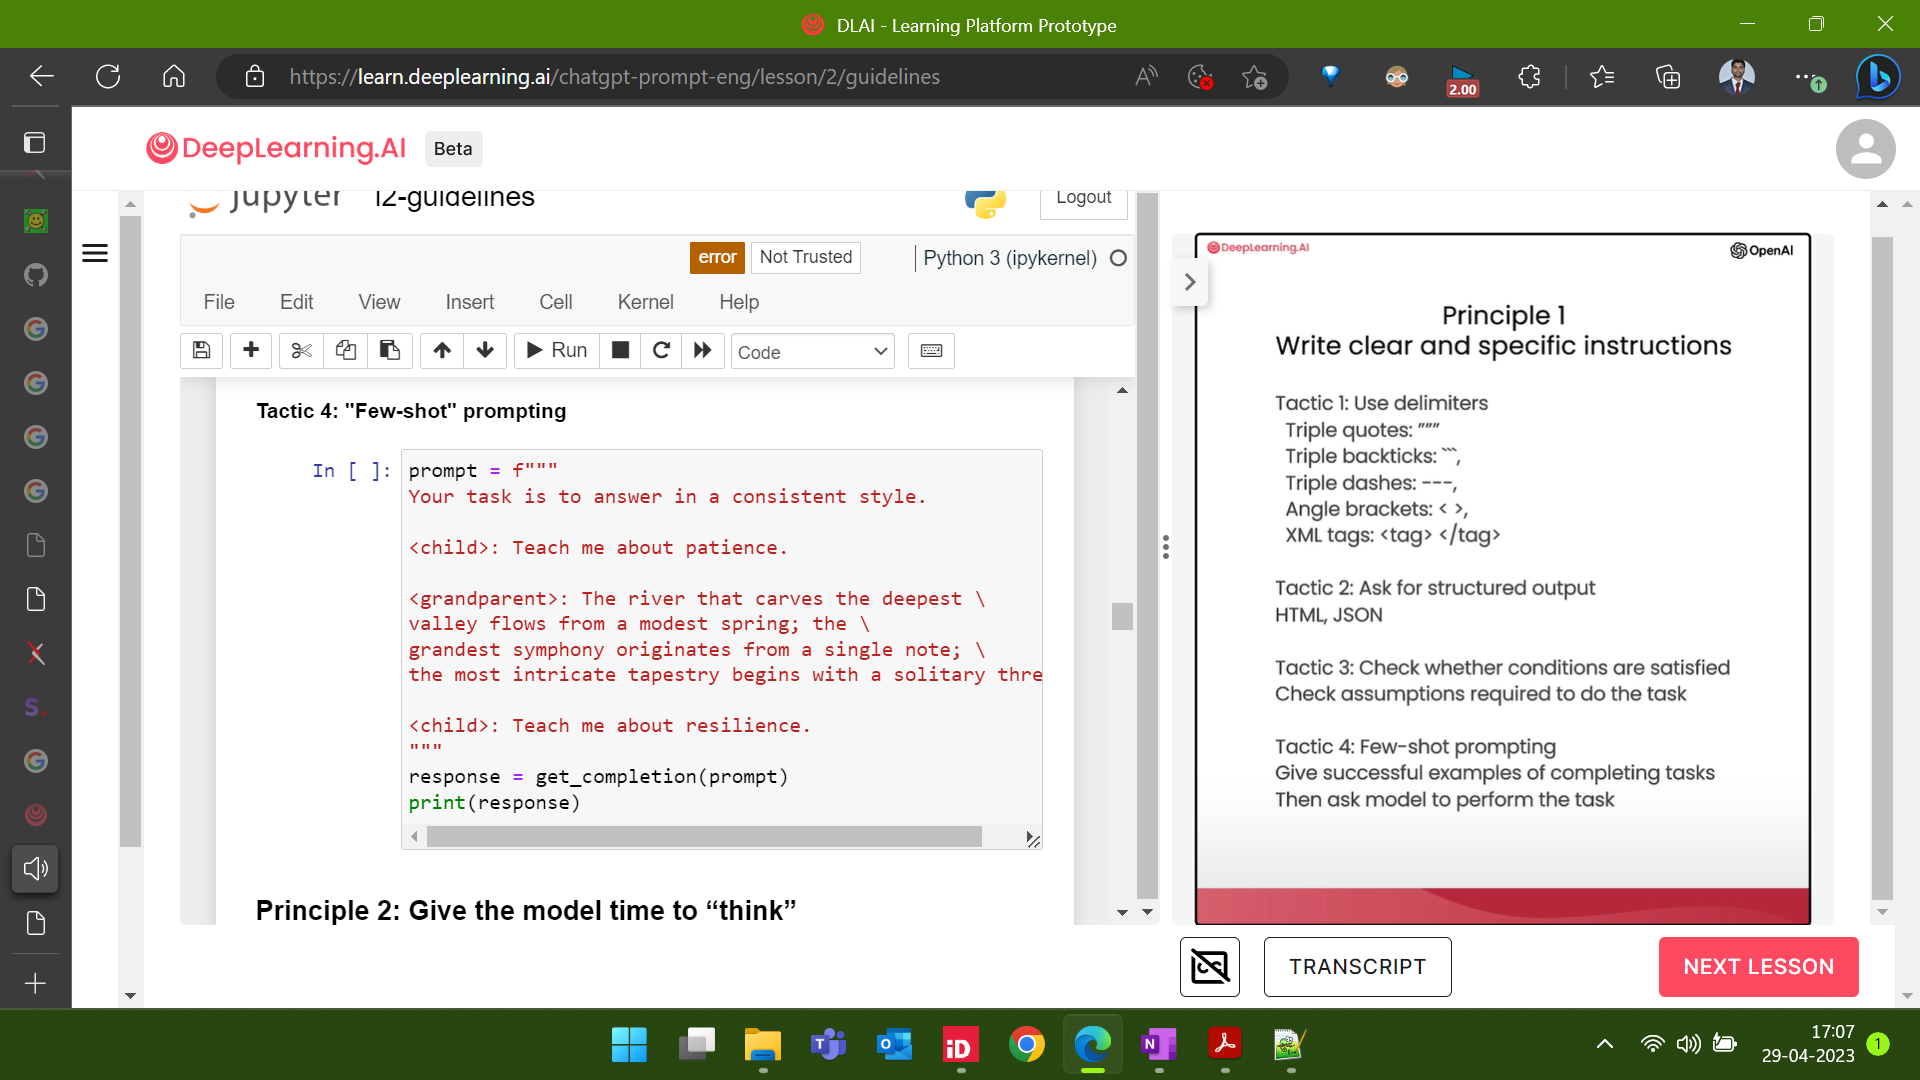 DLAI - Learning Platform Prototype
https://learn.deeplearning.ai/chatgpt-prompt-eng/lesson/2/guidelines
2.00
DeepLearning.AI Beta
jupyter l2-guidelines
Logout
error Not Trusted Python 3 (ipykernel)
File Edit View Insert Cell Kernel Help
Run Code
Tactic 4: "Few-shot" prompting
In [ ]: prompt = f"""
Your task is to answer in a consistent style.
<child>: Teach me about patience.
<grandparent>: The river that carves the deepest \
valley flows from a modest spring; the \
grandest symphony originates from a single note; \
the most intricate tapestry begins with a solitary thre
<child>: Teach me about resilience.
"""
response = get_completion(prompt)
print(response)
Principle 2: Give the model time to “think”
DeepLearning.AI OpenAI
Principle 1
Write clear and specific instructions
Tactic 1: Use delimiters
Triple quotes: """
Triple backticks: ```,
Triple dashes: ---,
Angle brackets: < >,
XML tags: <tag> </tag>
Tactic 2: Ask for structured output
HTML, JSON
Tactic 3: Check whether conditions are satisfied
Check assumptions required to do the task
Tactic 4: Few-shot prompting
Give successful examples of completing tasks
Then ask model to perform the task
TRANSCRIPT
NEXT LESSON
17:07
29-04-2023
1